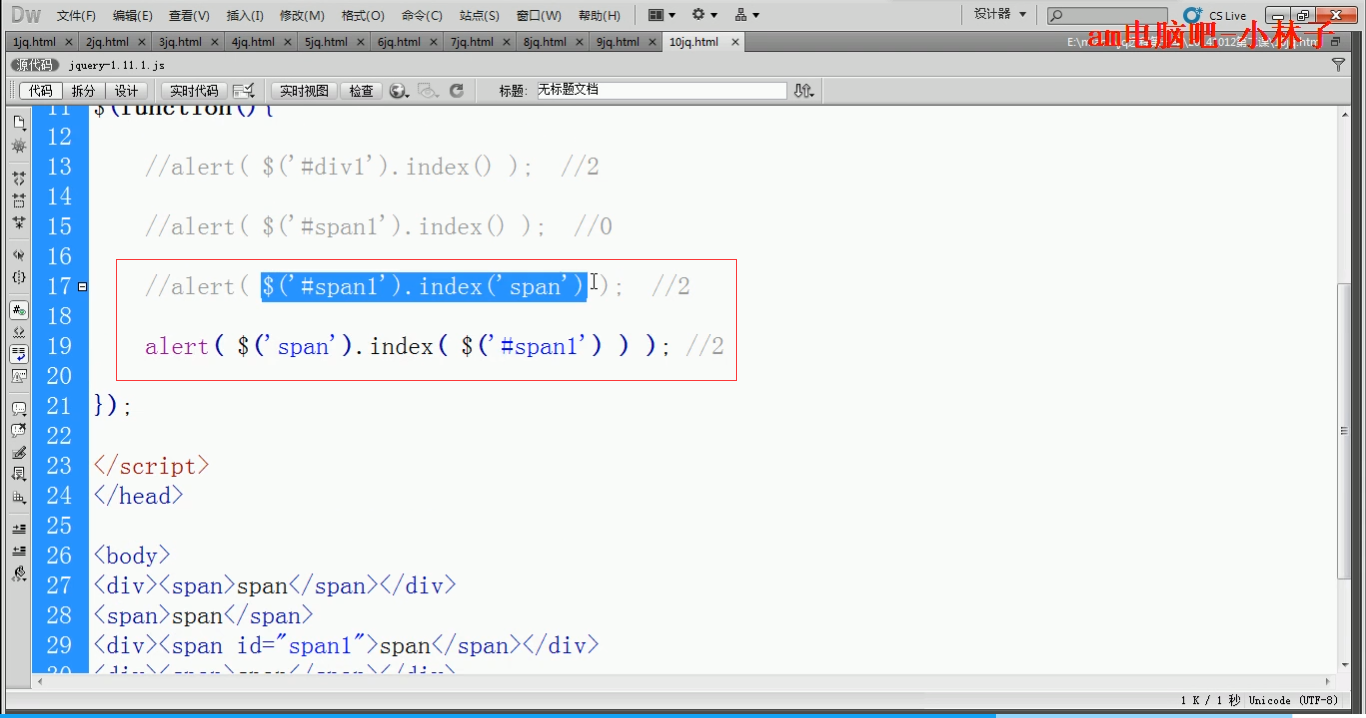 Dw 文件(F) 编辑(E) 查看(V) 插入(I) 修改(M) 格式(O) 命令(C) 站点(S) 窗口(W) 帮助(H) 设计器 CS Live
am电脑吧-小林子
1jq.html 2jq.html 3jq.html 4jq.html 5jq.html 6jq.html 7jq.html 8jq.html 9jq.html 10jq.html
源代码 jquery-1.11.1.js
代码 拆分 设计 实时代码 实时视图 检查 标题: 无标题文档
11 $(function(){
12
13 //alert( $('#div1').index() ); //2
14
15 //alert( $('#span1').index() ); //0
16
17 //alert( $('#span1').index('span') ); //2
18
19 alert( $('span').index( $('#span1') ) ); //2
20
21 });
22
23 </script>
24 </head>
25
26 <body>
27 <div><span>span</span></div>
28 <span>span</span>
29 <div><span id="span1">span</span></div>
30 <div><span>span</span></div>
1 K / 1 秒 Unicode (UTF-8)